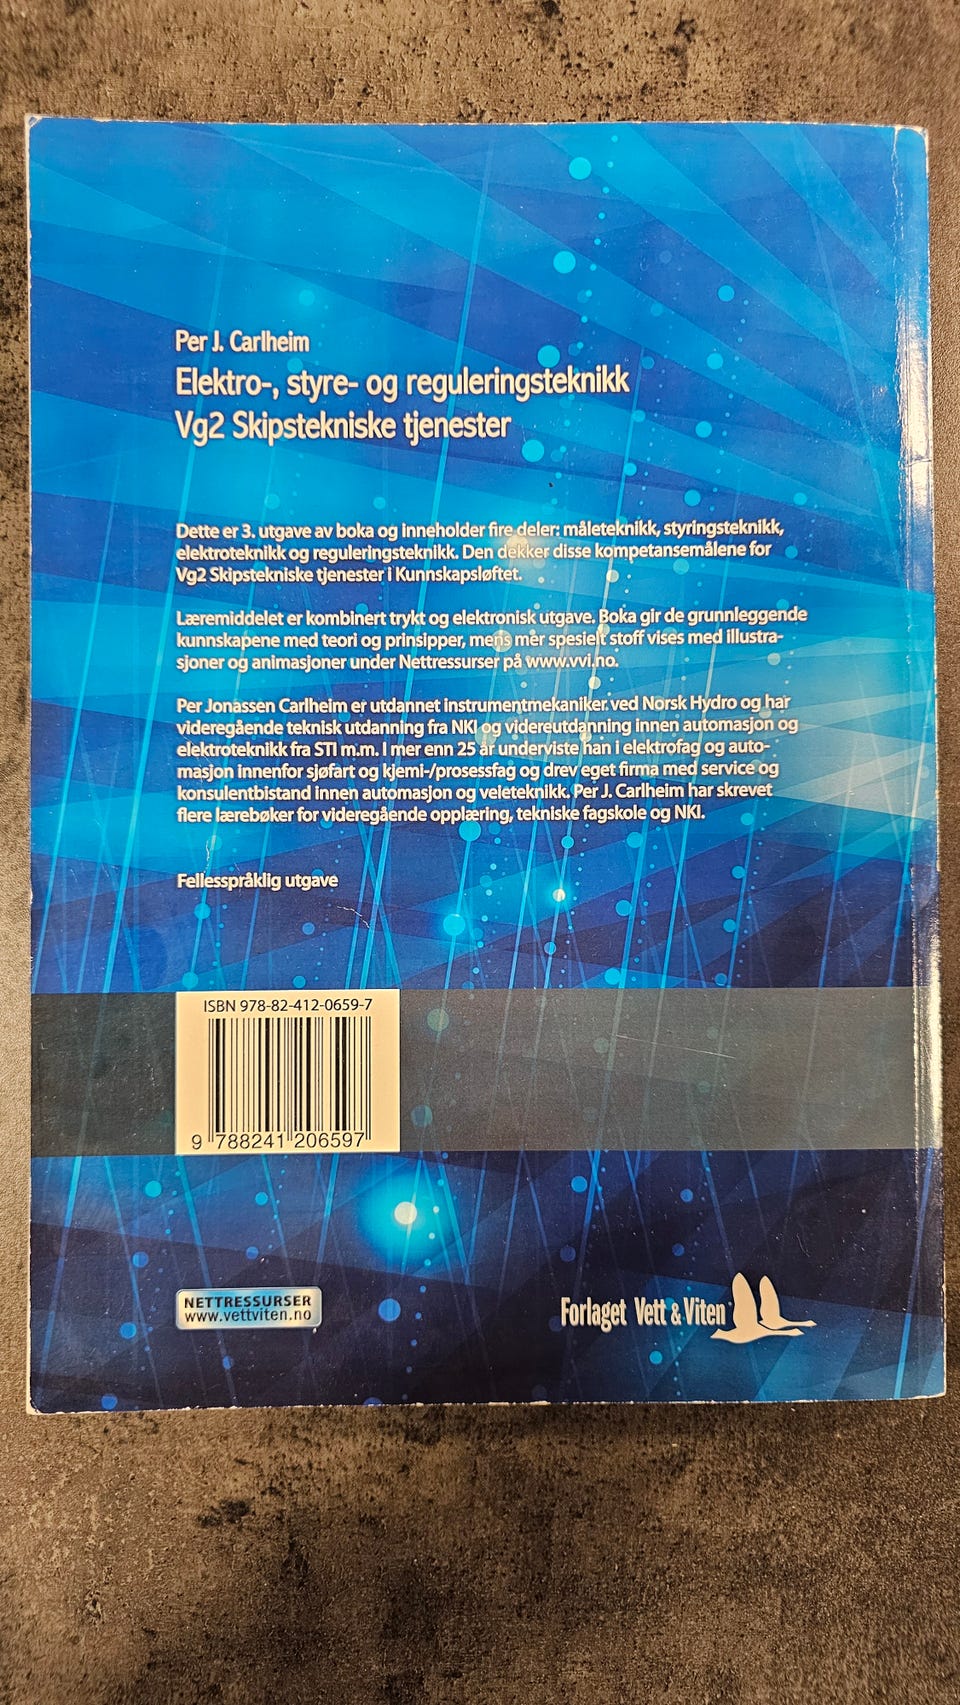 Per J. Carlheim
Elektro-, styre- og reguleringsteknikk
Vg2 Skipstekniske tjenester
Dette er 3. utgave av boka og inneholder fire deler: måleteknikk, styringsteknikk,
elektroteknikk og reguleringsteknikk. Den dekker disse kompetansemålene for
Vg2 Skipstekniske tjenester i Kunnskapsløftet.
Læremiddelet er kombinert trykt og elektronisk utgave. Boka gir de grunnleggende
kunnskapene med teori og prinsipper, mens mer spesielt stoff vises med illustra-
sjoner og animasjoner under Nettressurser på www.vvi.no.
Per Jonassen Carlheim er utdannet instrumentmekaniker ved Norsk Hydro og har
videregående teknisk utdanning fra NKI og videreutdanning innen automasjon og
elektroteknikk fra STI m.m. I mer enn 25 år underviste han i elektrofag og auto-
masjon innenfor sjøfart og kjemi-/prosessfag og drev eget firma med service og
konsulentbistand innen automasjon og veieteknikk. Per J. Carlheim har skrevet
flere lærebøker for videregående opplæring, tekniske fagskole og NKI.
Fellesspråklig utgave
ISBN 978-82-412-0659-7
9 788241 206597
NETTRESSURSER
www.vettviten.no
Forlaget Vett & Viten